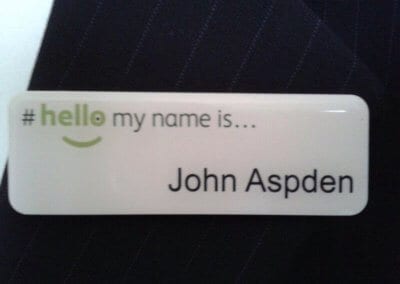 #hello my name is...
John Aspden